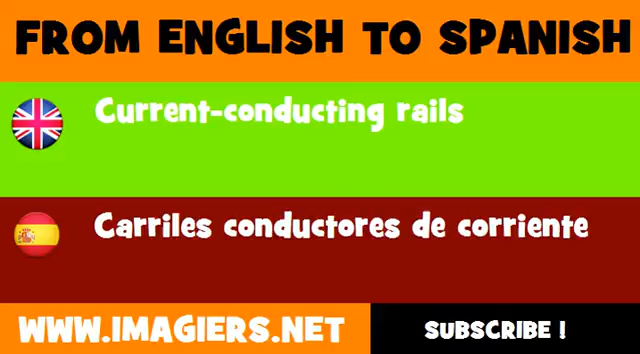 FROM ENGLISH TO SPANISH
Current-conducting rails
Carriles conductores de corriente
WWW.IMAGIERS.NET
SUBSCRIBE !